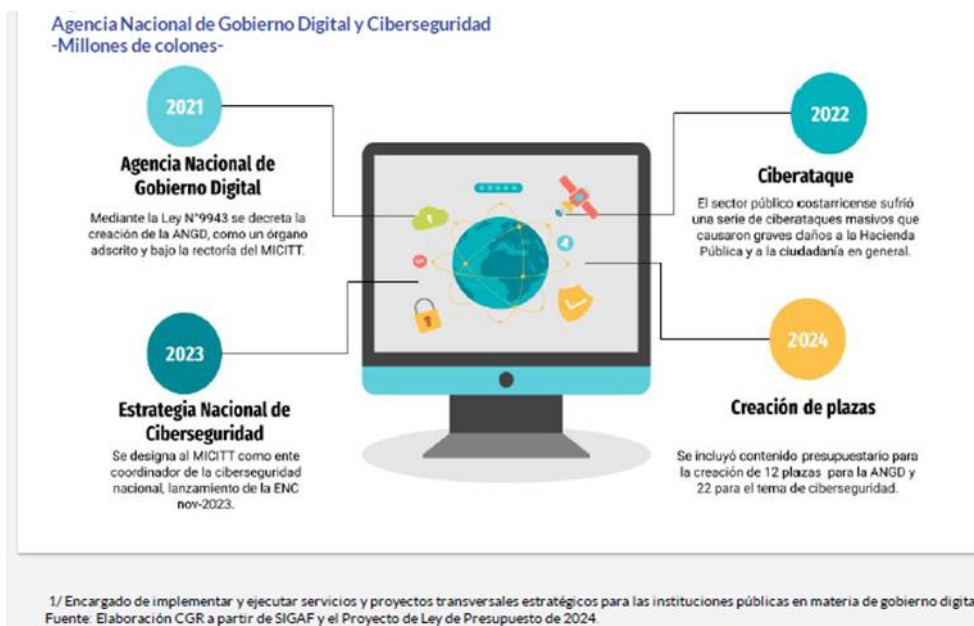 Agencia Nacional de Gobierno Digital y Ciberseguridad
-Millones de colones-
2021
Agencia Nacional de
Gobierno Digital
Mediante la Ley N°9943 se decreta la
creación de la ANGD, como un órgano
adscrito y bajo la rectoría del MICITT.
2022
Ciberataque
El sector público costarricense sufrió
una serie de ciberataques masivos que
causaron graves daños a la Hacienda
Pública y a la ciudadanía en general.
2023
Estrategia Nacional de
Ciberseguridad
Se designa al MICITT como ente
coordinador de la ciberseguridad
nacional, lanzamiento de la ENC
nov-2023.
2024
Creación de plazas
Se incluyó contenido presupuestario para
la creación de 12 plazas para la ANGD y
22 para el tema de ciberseguridad.
1/ Encargado de implementar y ejecutar servicios y proyectos transversales estratégicos para las instituciones públicas en materia de gobierno digita
Fuente: Elaboración CGR a partir de SIGAF y el Proyecto de Ley de Presupuesto de 2024.